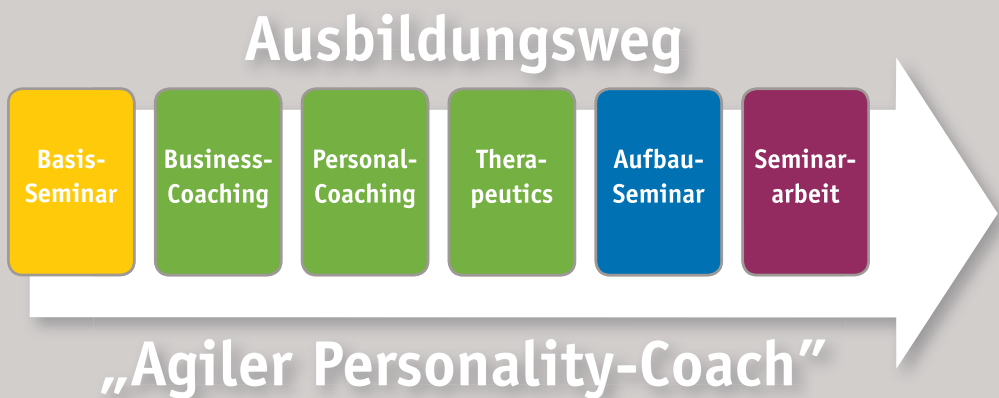 Ausbildungsweg
Basis-
Seminar
Business-
Coaching
Personal-
Coaching
Thera-
peutics
Aufbau-
Seminar
Seminar-
arbeit
„Agiler Personality-Coach”